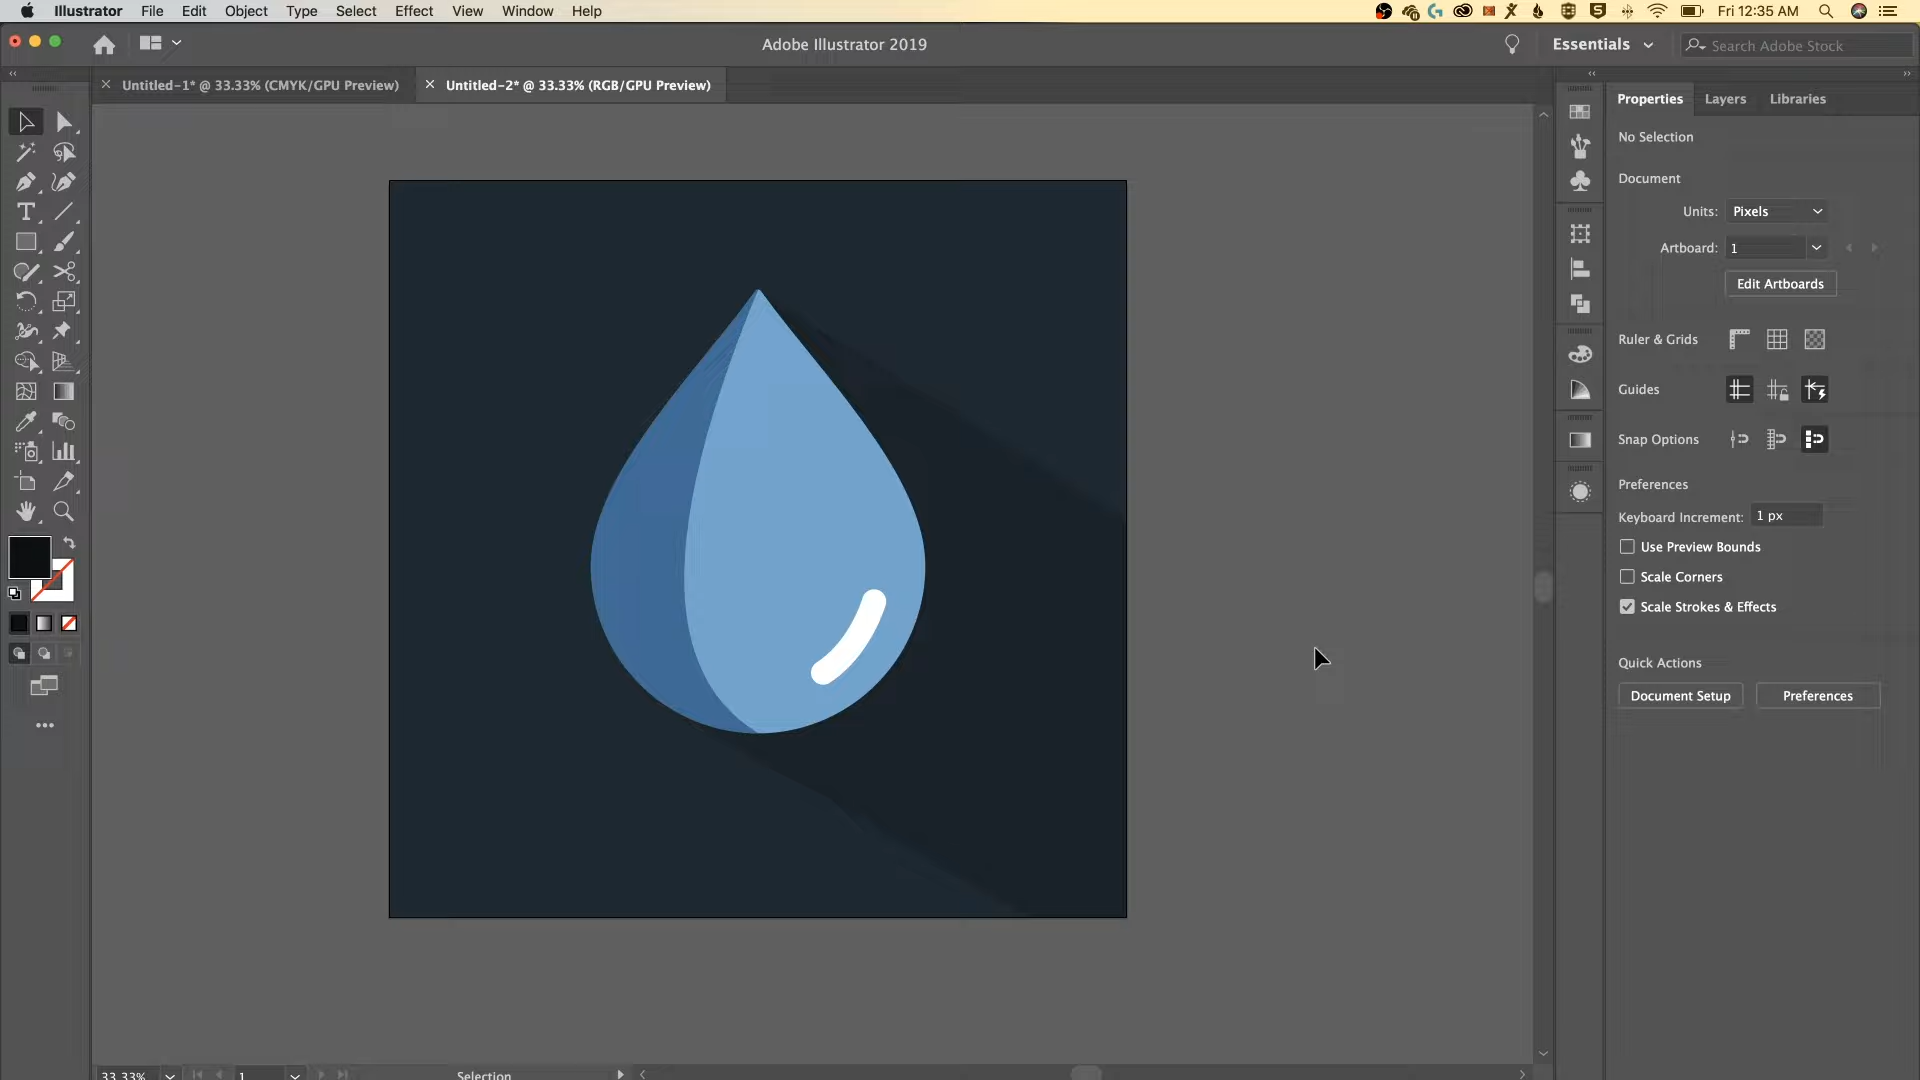 Illustrator File Edit Object Type Select Effect View Window Help Fri 12:35 AM
Adobe Illustrator 2019 Essentials Search Adobe Stock
Untitled-1* @ 33.33% (CMYK/GPU Preview) Untitled-2* @ 33.33% (RGB/GPU Preview)
Properties Layers Libraries
No Selection
Document
Units: Pixels
Artboard: 1
Edit Artboards
Ruler & Grids
Guides
Snap Options
Preferences
Keyboard Increment: 1 px
Use Preview Bounds
Scale Corners
Scale Strokes & Effects
Quick Actions
Document Setup Preferences
33.33% 1 Selection